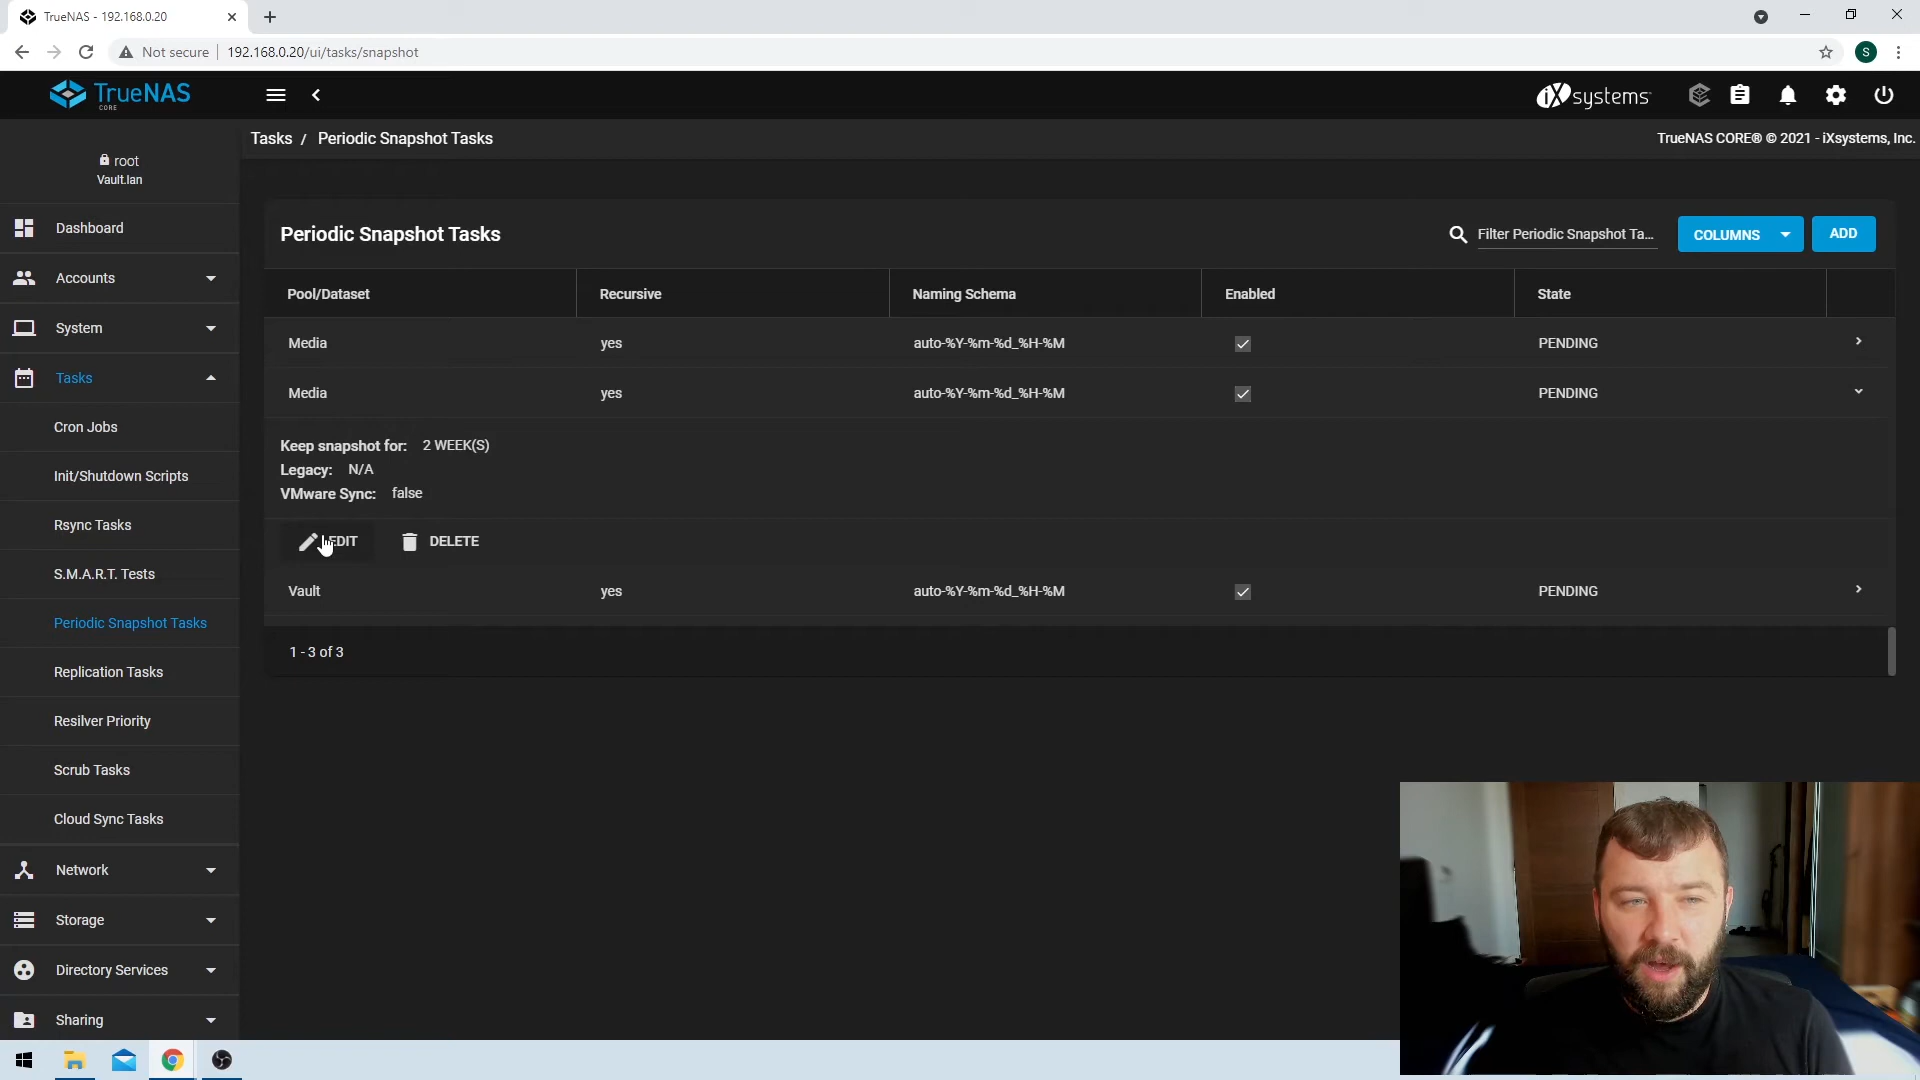 TrueNAS - 192.168.0.20
Not secure
192.168.0.20/ui/tasks/snapshot
S
TrueNAS
CORE
iXsystems
Tasks / Periodic Snapshot Tasks
TrueNAS CORE® © 2021 - iXsystems, Inc.
root
Vault.lan
Dashboard
Accounts
System
Tasks
Cron Jobs
Init/Shutdown Scripts
Rsync Tasks
S.M.A.R.T. Tests
Periodic Snapshot Tasks
Replication Tasks
Resilver Priority
Scrub Tasks
Cloud Sync Tasks
Network
Storage
Directory Services
Sharing
Periodic Snapshot Tasks
Filter Periodic Snapshot Ta...
COLUMNS
ADD
Pool/Dataset Recursive Naming Schema Enabled State
Media yes auto-%Y-%m-%d_%H-%M PENDING
Media yes auto-%Y-%m-%d_%H-%M PENDING
Keep snapshot for: 2 WEEK(S)
Legacy: N/A
VMware Sync: false
EDIT DELETE
Vault yes auto-%Y-%m-%d_%H-%M PENDING
1 - 3 of 3